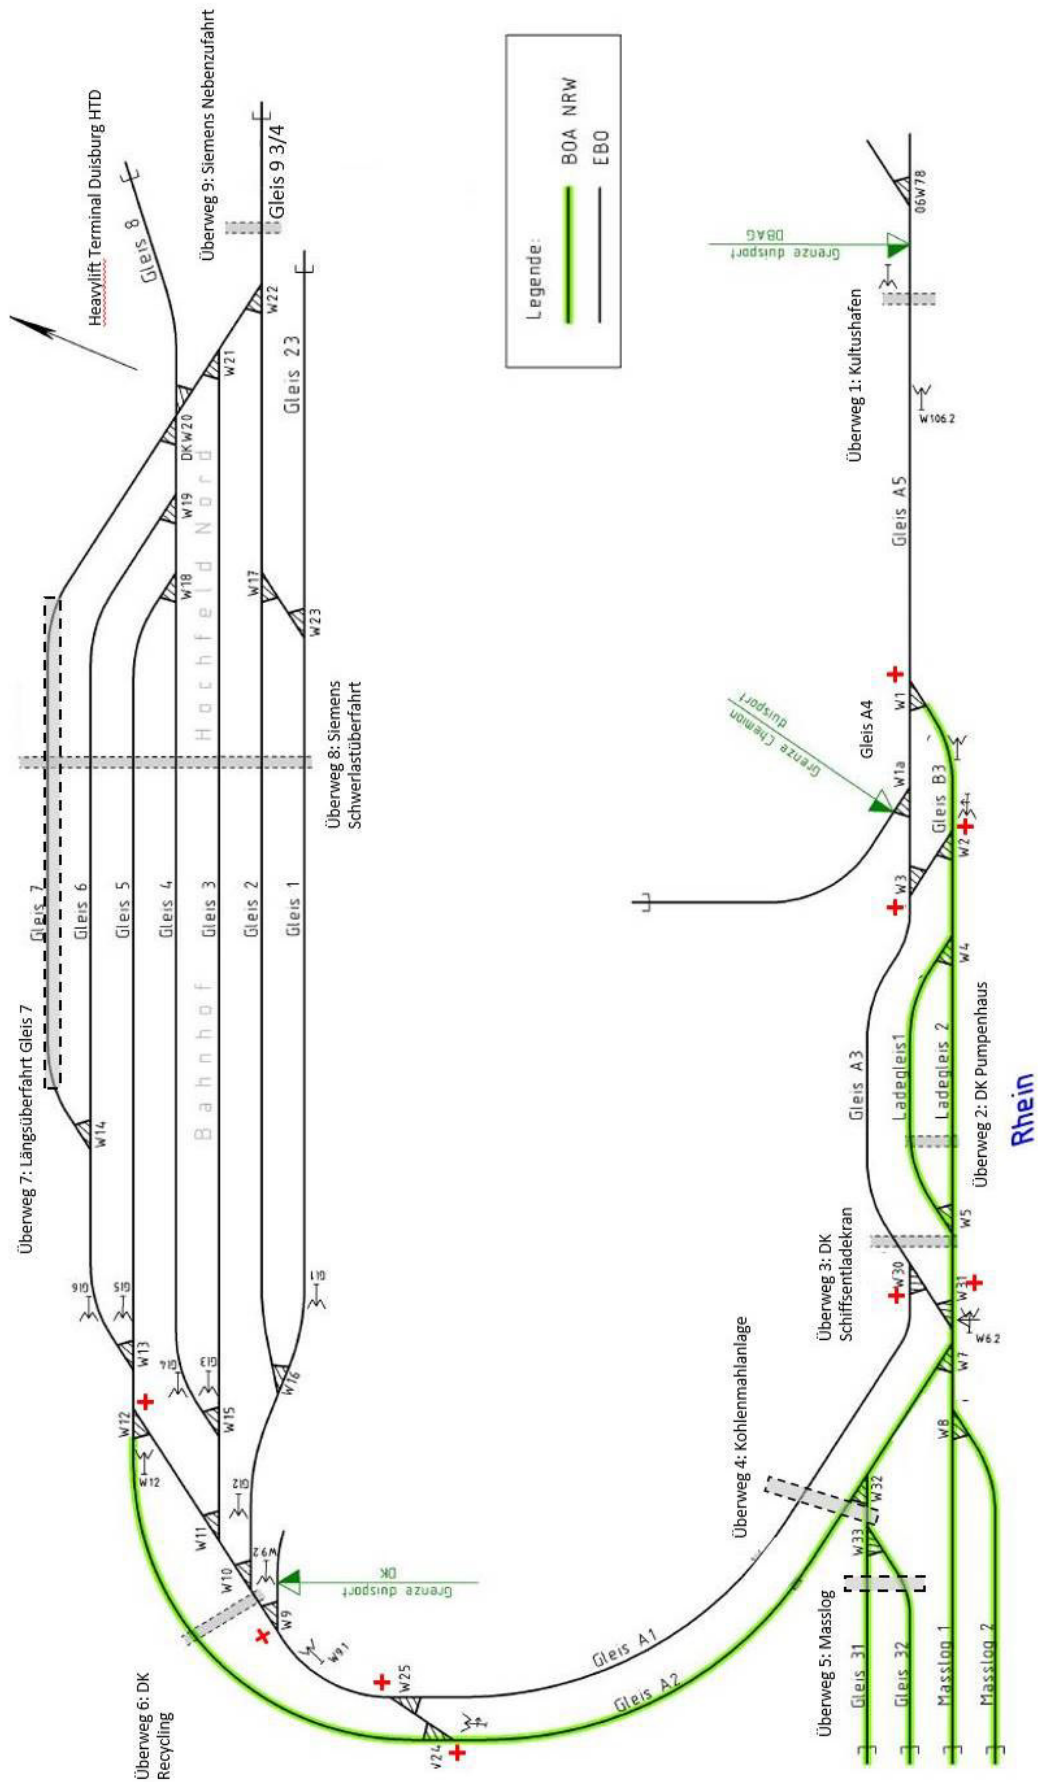 Heavylift Terminal Duisburg HTD
Gleis 8
Überweg 9: Siemens Nebenzufahrt
Gleis 9 3/4
W22
W21
Gleis 23
DKW20
W19
W18
W17
W23
Bahnhof Hochfeld Nord
Überweg 8: Siemens
Schwerlastüberfahrt
Überweg 7: Längsüberfahrt Gleis 7
Gleis 7
Gleis 6
Gleis 5
Gleis 4
Gleis 3
Gleis 2
Gleis 1
W14
Gl6
Gl5
Gl4
Gl3
Gl1
Gl2
W13
W12
W12
W15
W16
W11
W10
W9.2
W9
W9.1
Grenze duisport
DK
Überweg 6: DK
Recycling
W25
W24
Gleis A1
Gleis A2
Legende:
BOA NRW
EBO
06W78
Grenze duisport
DBAG
Überweg 1: Kultushafen
W106.2
Gleis A5
W1
Gleis A4
Grenze Chemion
duisport
W1a
Gleis B3
W2
W3
W4
Gleis A3
Ladegleis1
Ladegleis 2
Überweg 2: DK Pumpenhaus
Rhein
W5
Überweg 3: DK
Schiffsentladekran
W30
W31
W6.2
W7
W8
Überweg 4: Kohlenmahlanlage
W32
W33
Überweg 5: Masslog
Gleis 31
Gleis 32
Masslog 1
Masslog 2